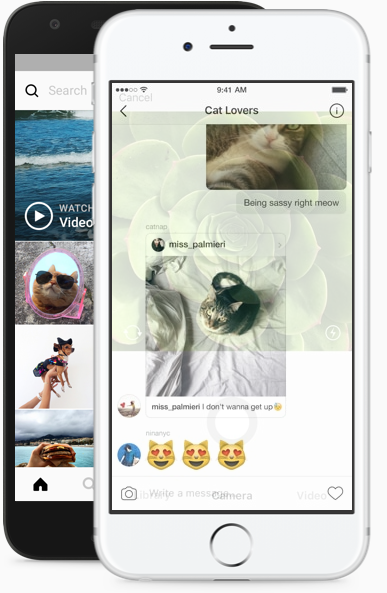 Search
WATCH
Video
9:41 AM
Cancel
Cat Lovers
Being sassy right meow
catnap
miss_palmieri
miss_palmieri I don't wanna get up
ninanyc
Write a message...
Library
Camera
Video